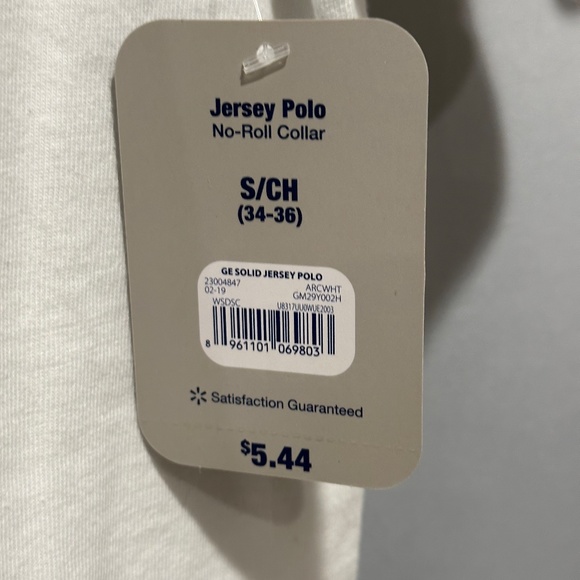 Jersey Polo
No-Roll Collar
S/CH
(34-36)
GE SOLID JERSEY POLO
23004847 ARCWHT
02-19 GM29Y002H
WSDSC U8317UU0WUE2003
8 961101 069803
Satisfaction Guaranteed
$5.44